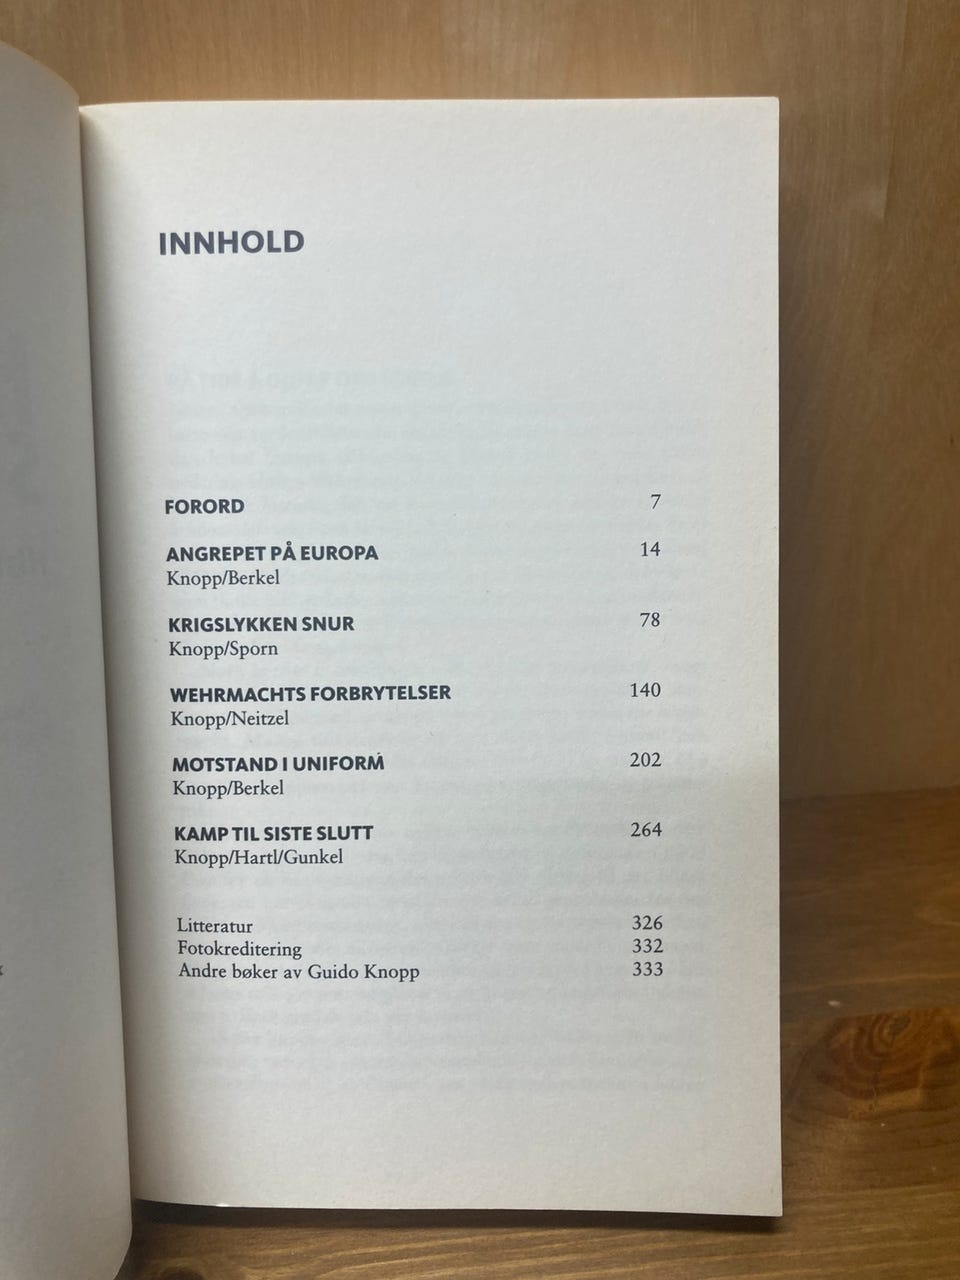 INNHOLD
FORORD 7
ANGREPET PÅ EUROPA 14
Knopp/Berkel
KRIGSLYKKEN SNUR 78
Knopp/Sporn
WEHRMACHTS FORBRYTELSER 140
Knopp/Neitzel
MOTSTAND I UNIFORM 202
Knopp/Berkel
KAMP TIL SISTE SLUTT 264
Knopp/Hartl/Gunkel
Litteratur 326
Fotokreditering 332
Andre bøker av Guido Knopp 333